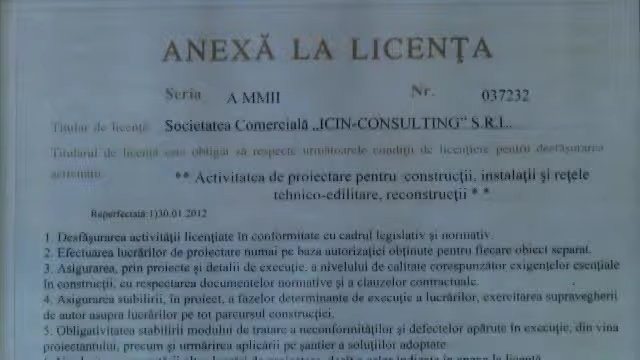 ANEXĂ LA LICENŢA
Seria A MMII Nr. 037232
Titular de licenţă Societatea Comercială „ICIN-CONSULTING” S.R.L.
Titularul de licenţă este obligat să respecte următoarele condiţii de licenţiere pentru desfăşurarea
activităţii
** Activitatea de proiectare pentru construcţii, instalaţii şi reţele
tehnico-edilitare, reconstrucţii * *
Reperfectată:1)30.01.2012
1. Desfăşurarea activităţii licenţiate în conformitate cu cadrul legislativ şi normativ.
2. Efectuarea lucrărilor de proiectare numai pe baza autorizaţiei obţinute pentru fiecare obiect separat.
3. Asigurarea, prin proiecte şi detalii de execuţie, a nivelului de calitate corespunzător exigenţelor esenţiale
în construcţii, cu respectarea documentelor normative şi a clauzelor contractuale.
4. Asigurarea stabilirii, în proiect, a fazelor determinante de execuţie a lucrărilor, exercitarea supravegherii
de autor asupra lucrărilor pe tot parcursul construcţiei.
5. Obligativitatea stabilirii modului de tratare a neconformităţilor şi defectelor apărute în execuţie, din vina
proiectantului, precum şi urmărirea aplicării pe şantier a soluţiilor adoptate.